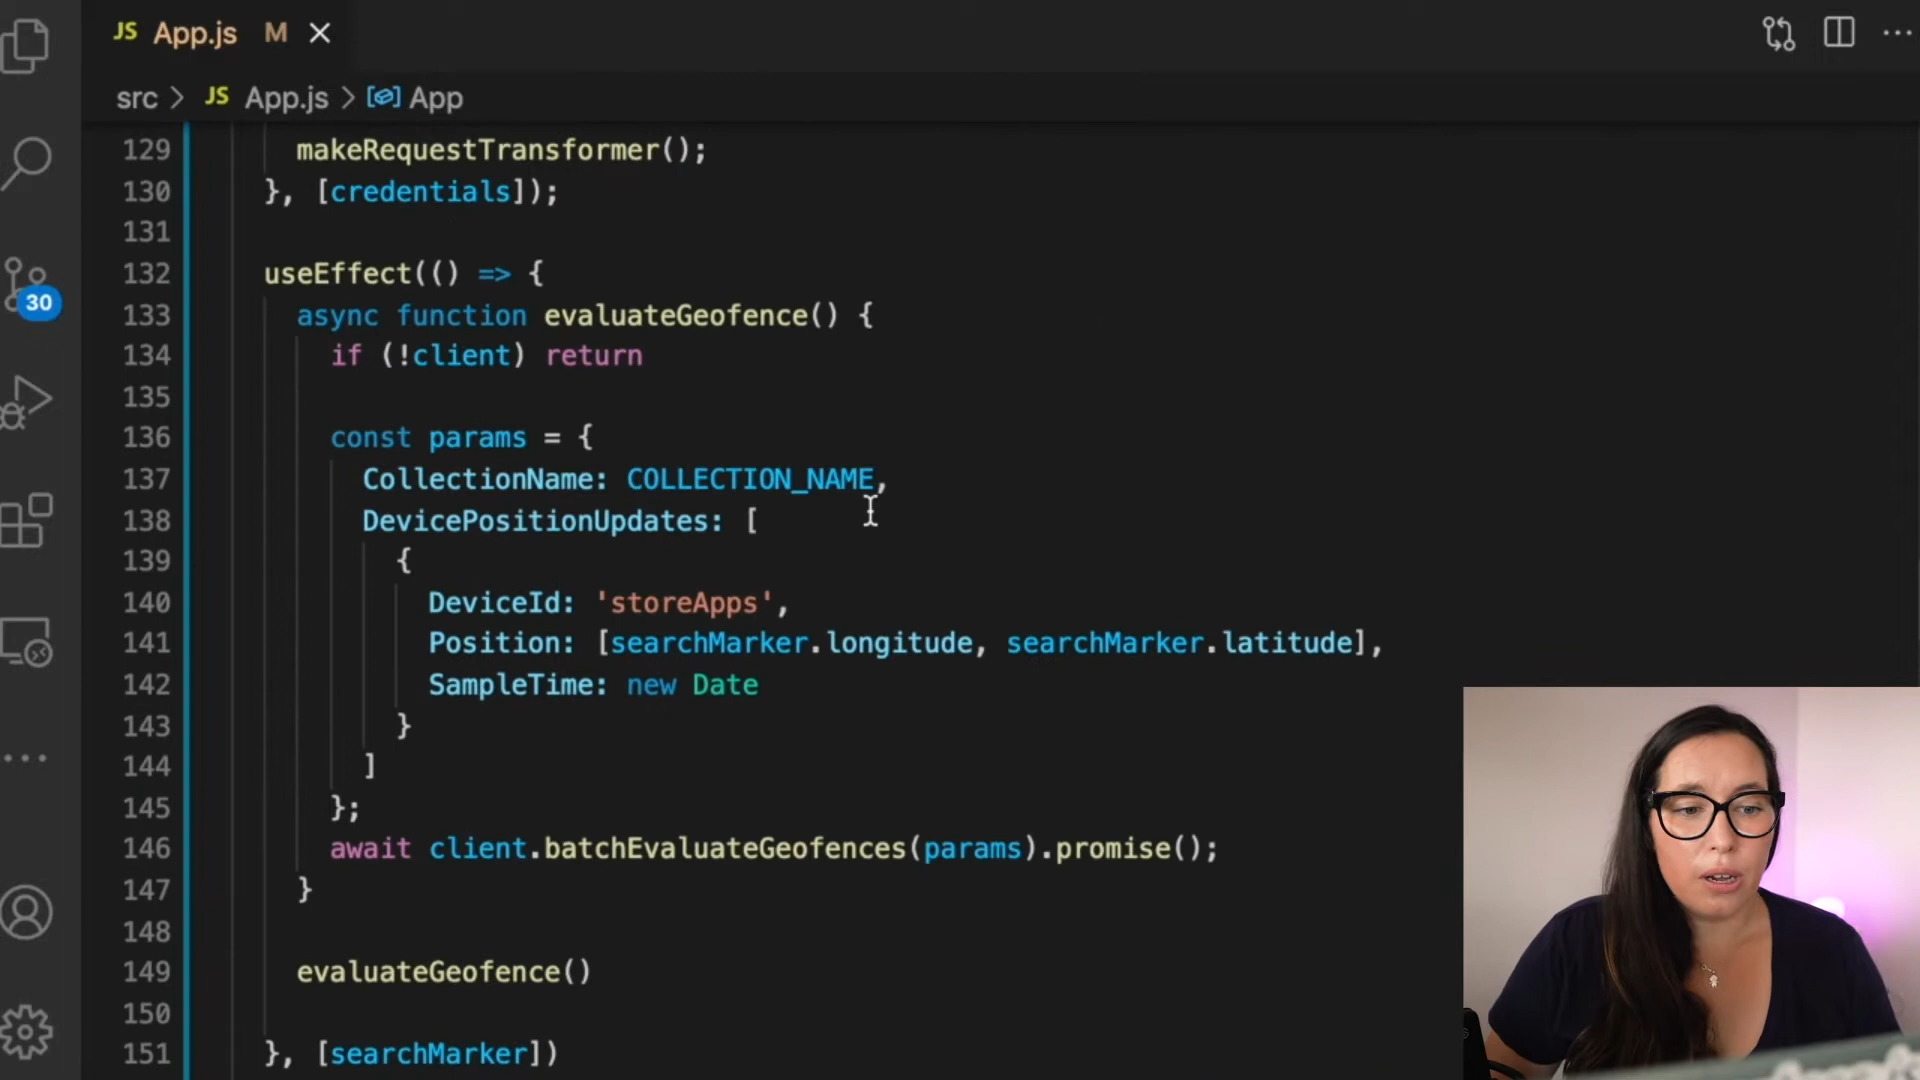 JS App.js M
src > JS App.js > App
129 makeRequestTransformer();
130 }, [credentials]);
131
132 useEffect(() => {
133 async function evaluateGeofence() {
134 if (!client) return
135
136 const params = {
137 CollectionName: COLLECTION_NAME,
138 DevicePositionUpdates: [
139 {
140 DeviceId: 'storeApps',
141 Position: [searchMarker.longitude, searchMarker.latitude],
142 SampleTime: new Date
143 }
144 ]
145 };
146 await client.batchEvaluateGeofences(params).promise();
147 }
148
149 evaluateGeofence()
150
151 }, [searchMarker])
30